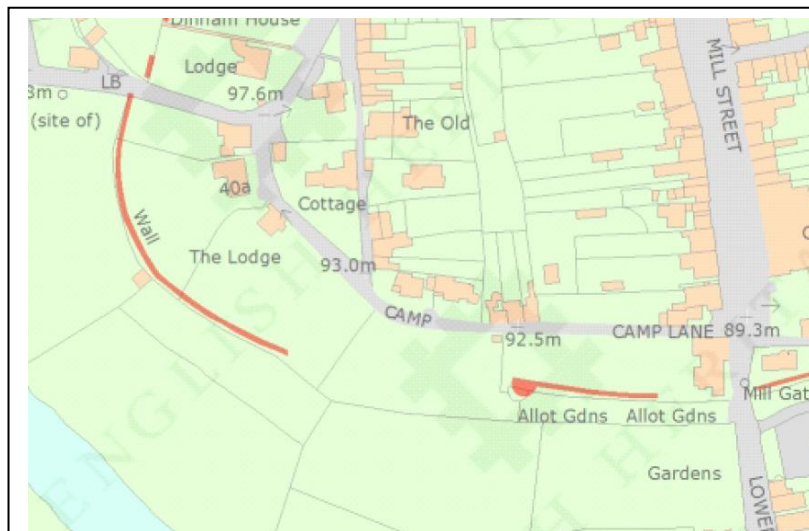 Dinham House
Lodge
LB
97.6m
3m
(site of)
The Old
MILL STREET
40a
Cottage
Wall
The Lodge
93.0m
CAMP
92.5m
CAMP LANE
89.3m
Mill Gat
Allot Gdns
Allot Gdns
Gardens
LOWE
ENGLISH HERITAGE